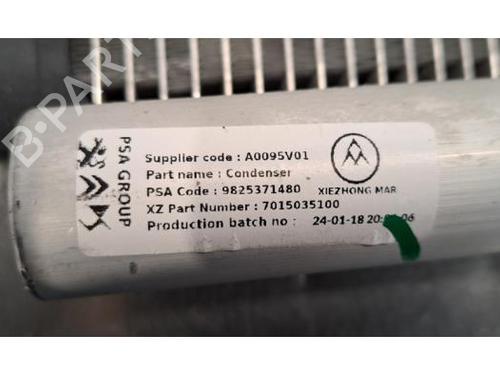 B-PARTS
PSA GROUP
Supplier code : A0095V01
Part name : Condenser
PSA Code : 9825371480
XZ Part Number : 7015035100
Production batch no : 24-01-18
XIEZHONG MAR